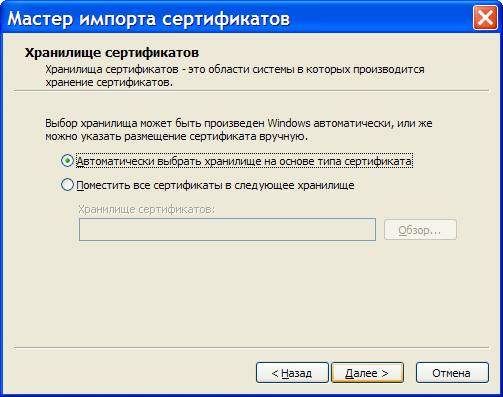 Мастер импорта сертификатов
Хранилище сертификатов
Хранилища сертификатов - это области системы в которых производится
хранение сертификатов.
Выбор хранилища может быть произведен Windows автоматически, или же
можно указать размещение сертификата вручную.
Автоматически выбрать хранилище на основе типа сертификата
Поместить все сертификаты в следующее хранилище
Хранилище сертификатов:
Обзор...
< Назад
Далее >
Отмена